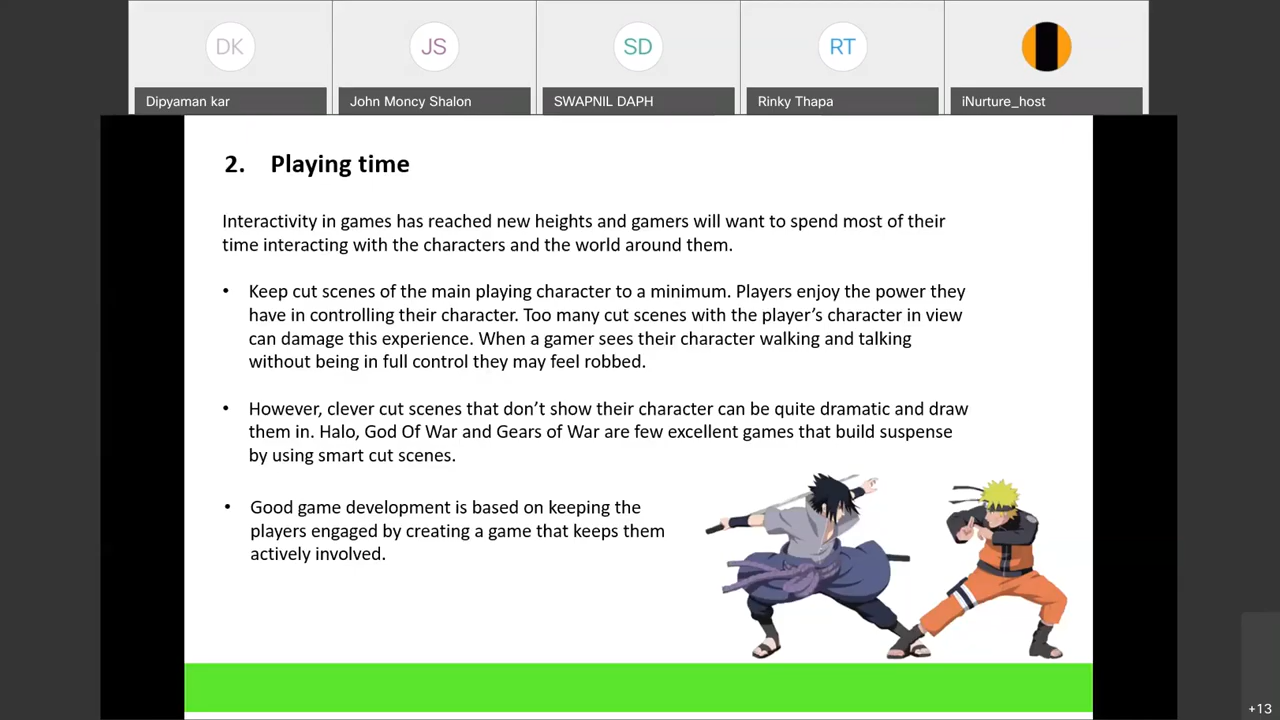 DK
JS
SD
RT
Dipyaman kar
John Moncy Shalon
SWAPNIL DAPH
Rinky Thapa
iNurture_host
2. Playing time
Interactivity in games has reached new heights and gamers will want to spend most of their
time interacting with the characters and the world around them.
• Keep cut scenes of the main playing character to a minimum. Players enjoy the power they
have in controlling their character. Too many cut scenes with the player’s character in view
can damage this experience. When a gamer sees their character walking and talking
without being in full control they may feel robbed.
• However, clever cut scenes that don’t show their character can be quite dramatic and draw
them in. Halo, God Of War and Gears of War are few excellent games that build suspense
by using smart cut scenes.
• Good game development is based on keeping the
players engaged by creating a game that keeps them
actively involved.
+13